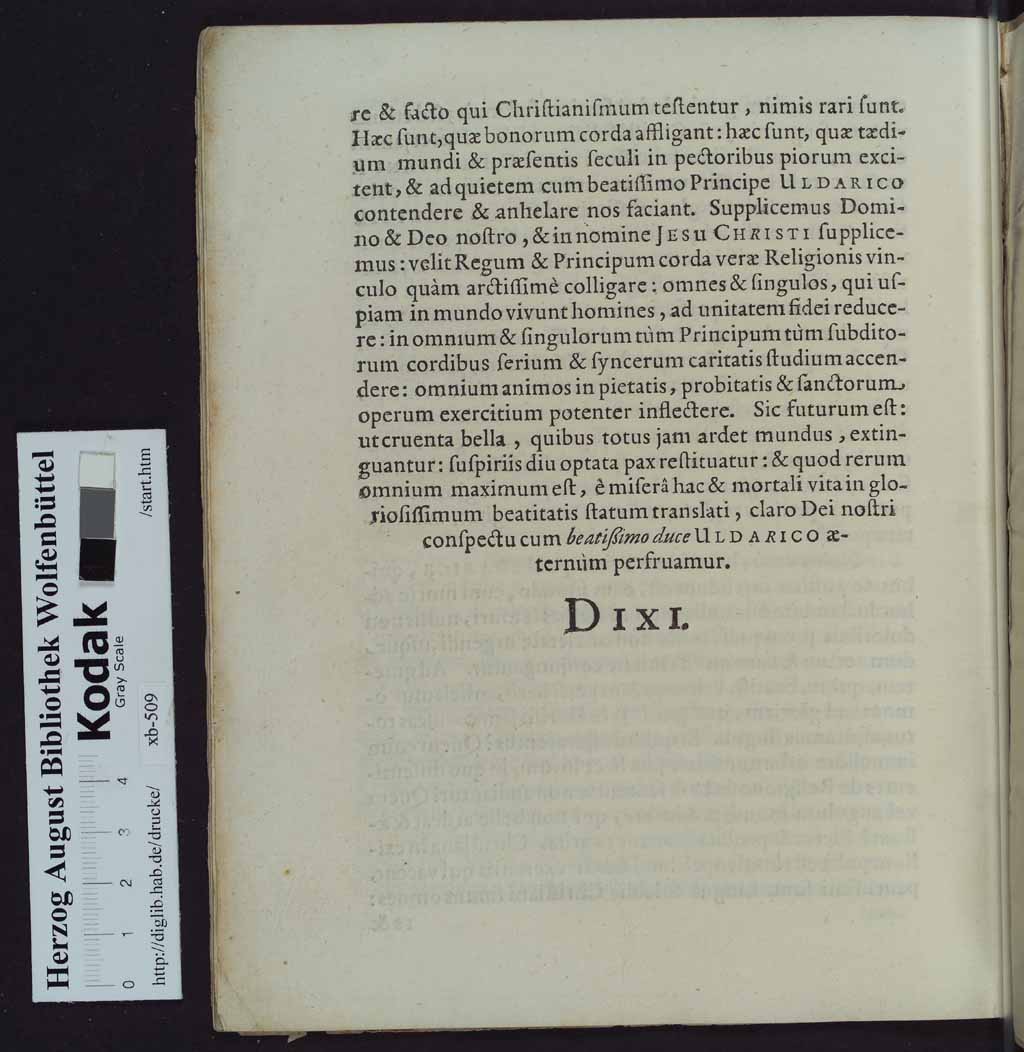 re & facto qui Chriſtianiſmum teſtentur , nimis rari ſunt.
Hæc ſunt,quæ bonorum corda affligant : hæc ſunt, quæ tædi-
um mundi & præſentis ſeculi in pectoribus piorum exci-
tent, & ad quietem cum beatiſſimo Principe ULDARICO
contendere & anhelare nos faciant. Supplicemus Domi-
no & Deo noſtro , & in nomine JESU CHRISTI ſupplice-
mus : velit Regum & Principum corda veræ Religionis vin-
culo quàm arctiſſimè colligare : omnes & ſingulos, qui uſ-
piam in mundo vivunt homines , ad unitatem fidei reduce-
re : in omnium & ſingulorum tùm Principum tùm ſubdito-
rum cordibus ſerium & ſyncerum caritatis ſtudium accen-
dere: omnium animos in pietatis, probitatis & ſanctorum
operum exercitium potenter inflectere. Sic futurum eſt:
ut cruenta bella , quibus totus jam ardet mundus , extin-
guantur: ſuſpiriis diu optata pax reſtituatur : & quod rerum
omnium maximum eſt, è miſerâ hac & mortali vita in glo-
rioſiſſimum beatitatis ſtatum translati, claro Dei noſtri
conſpectu cum beatiſſimo duce ULDARICO æ-
ternùm perfruamur.
DIXI.
Herzog August Bibliothek Wolfenbüttel
Kodak
Gray Scale
0 1 2 3 4
http://diglib.hab.de/drucke/ xb-509 /start.htm